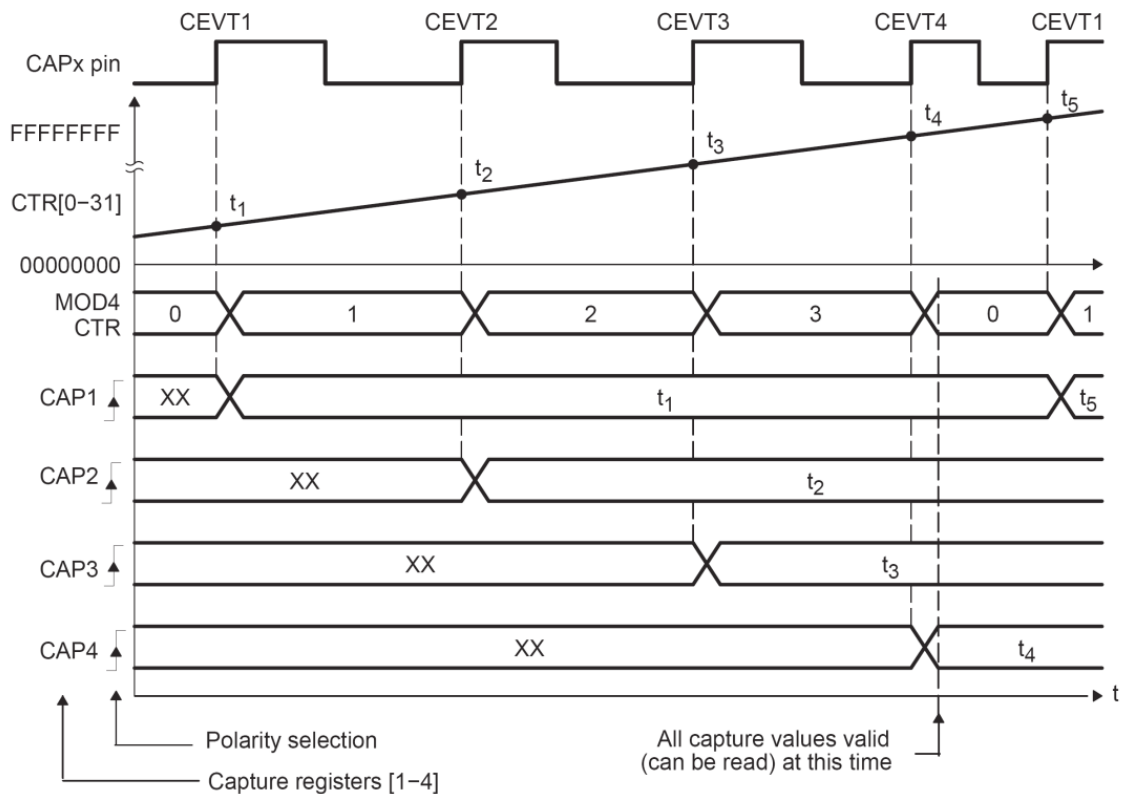 CEVT1 CEVT2 CEVT3 CEVT4 CEVT1
CAPx pin
FFFFFFFF
t5
t4
t3
t2
CTR[0−31]
t1
00000000
MOD4
CTR
0 1 2 3 0 1
CAP1 XX t1 t5
CAP2 XX t2
CAP3 XX t3
CAP4 XX t4
t
Polarity selection
Capture registers [1−4]
All capture values valid
(can be read) at this time